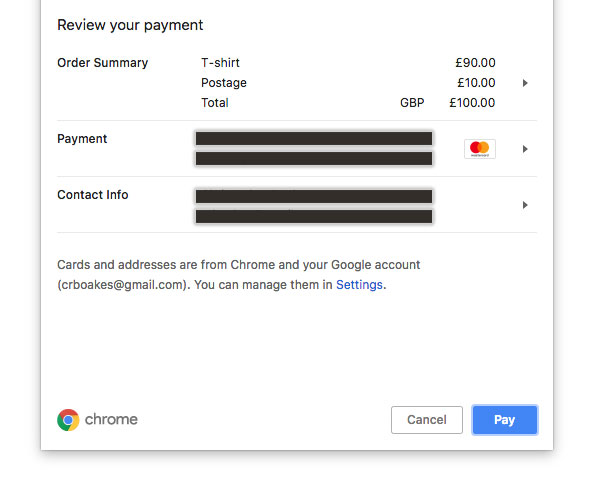 Review your payment
Order Summary T-shirt £90.00
Postage £10.00
Total GBP £100.00
Payment
mastercard
Contact Info
Cards and addresses are from Chrome and your Google account
(crboakes@gmail.com). You can manage them in Settings.
chrome Cancel Pay